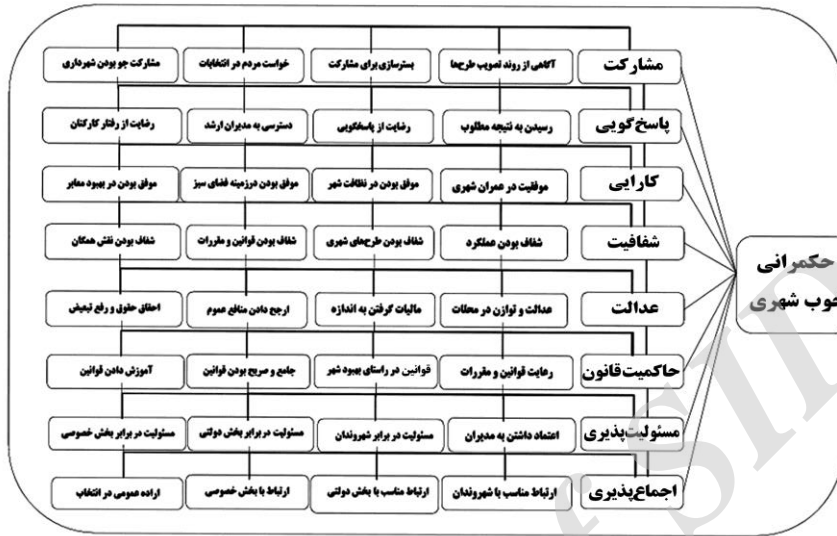 مشارکت
آگاهی از روند تصویب طرح‌ها
بسترسازی برای مشارکت
خواست مردم در انتخابات
مشارکت جو بودن شهرداری
پاسخ‌گویی
رسیدن به نتیجه مطلوب
رضایت از پاسخگویی
دسترسی به مدیران ارشد
رضایت از رفتار کارکنان
کارایی
موفقیت در عمران شهری
موفق بودن در نظافت شهر
موفق بودن درزمینه فضای سبز
موفق بودن در بهبود معابر
شفافیت
شفاف بودن عملکرد
شفاف بودن طرح‌های شهری
شفاف بودن قوانین و مقررات
شفاف بودن نقش همگان
حکمرانی
خوب شهری
عدالت
عدالت و توازن در محلات
مالیات گرفتن به اندازه
ارجح دادن منافع عموم
احقاق حقوق و رفع تبعیض
حاکمیت قانون
رعایت قوانین و مقررات
قوانین در راستای بهبود شهر
جامع و صریح بودن قوانین
آموزش دادن قوانین
مسئولیت‌پذیری
اعتماد داشتن به مدیران
مسئولیت در برابر شهروندان
مسئولیت در برابر بخش دولتی
مسئولیت در برابر بخش خصوصی
اجماع‌پذیری
ارتباط مناسب با شهروندان
ارتباط مناسب با بخش دولتی
ارتباط با بخش خصوصی
اراده عمومی در انتخاب
f SID